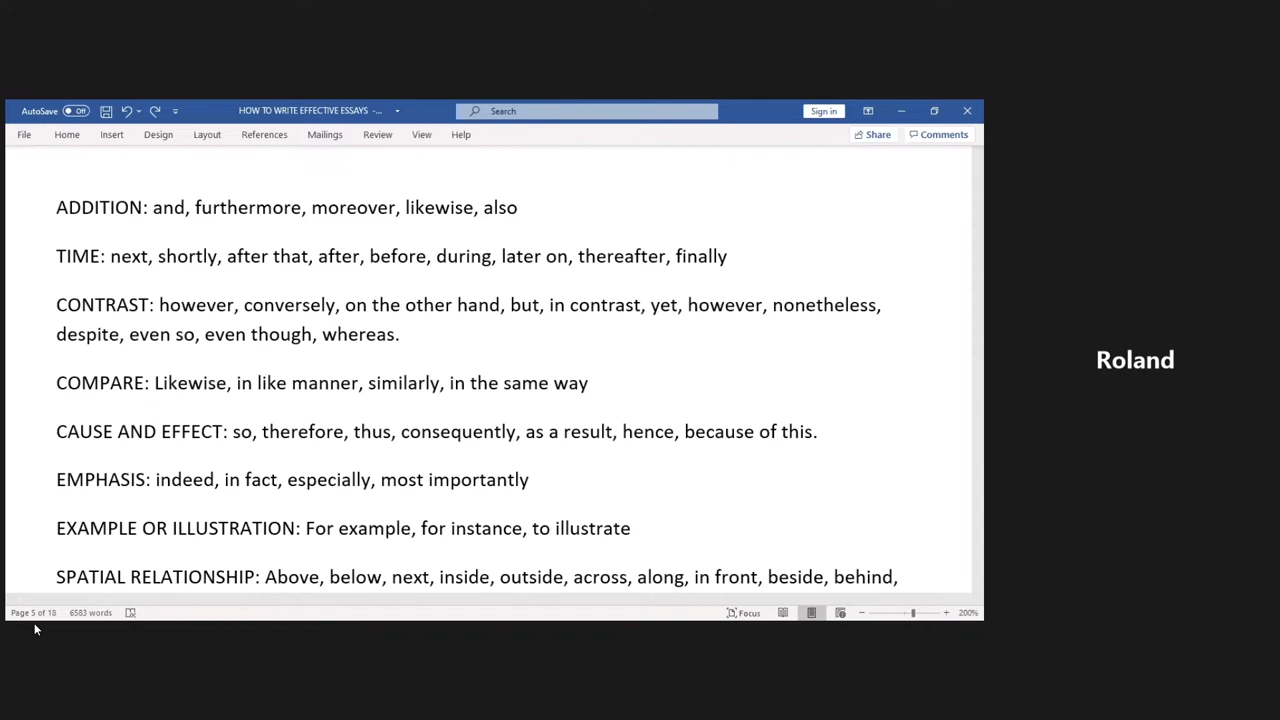 AutoSave Off HOW TO WRITE EFFECTIVE ESSAYS -... Search Sign in
File Home Insert Design Layout References Mailings Review View Help Share Comments
ADDITION: and, furthermore, moreover, likewise, also
TIME: next, shortly, after that, after, before, during, later on, thereafter, finally
CONTRAST: however, conversely, on the other hand, but, in contrast, yet, however, nonetheless,
despite, even so, even though, whereas.
COMPARE: Likewise, in like manner, similarly, in the same way
CAUSE AND EFFECT: so, therefore, thus, consequently, as a result, hence, because of this.
EMPHASIS: indeed, in fact, especially, most importantly
EXAMPLE OR ILLUSTRATION: For example, for instance, to illustrate
SPATIAL RELATIONSHIP: Above, below, next, inside, outside, across, along, in front, beside, behind,
Page 5 of 18 6583 words Focus 200%
Roland